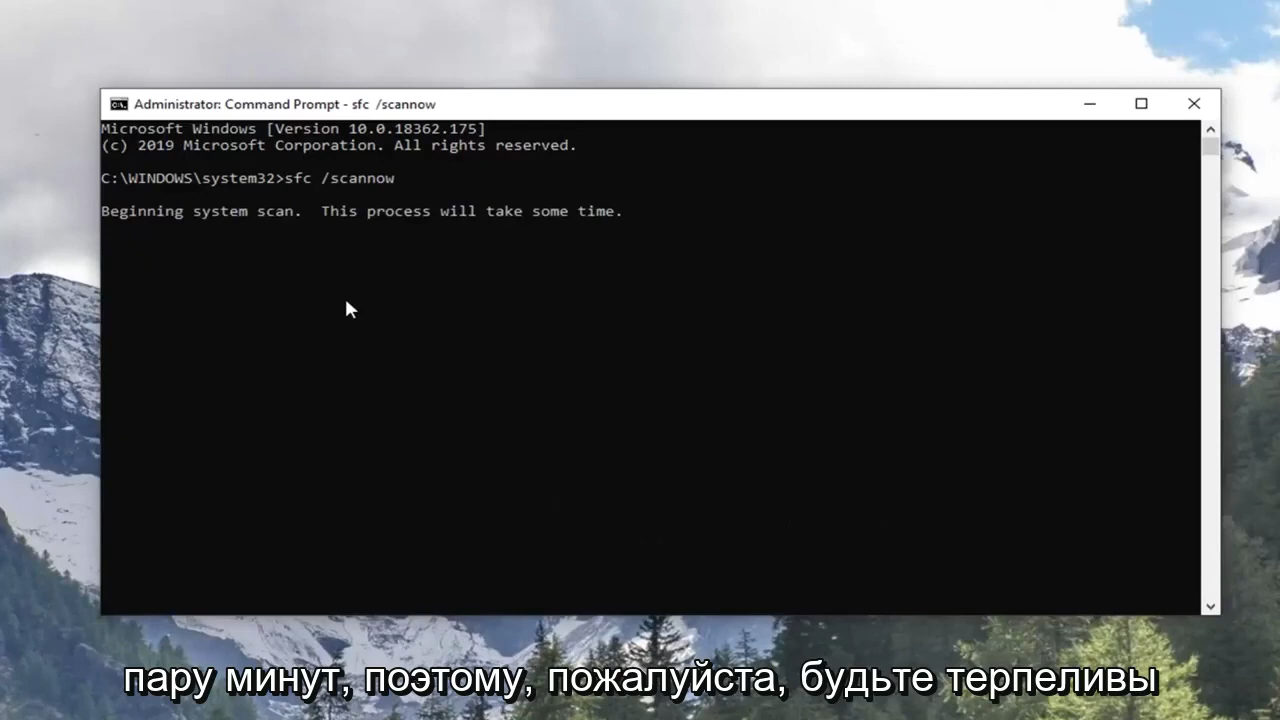 Administrator: Command Prompt - sfc  /scannow
Microsoft Windows [Version 10.0.18362.175]
(c) 2019 Microsoft Corporation. All rights reserved.
C:\WINDOWS\system32>sfc /scannow
Beginning system scan.  This process will take some time.
пару минут, поэтому, пожалуйста, будьте терпеливы